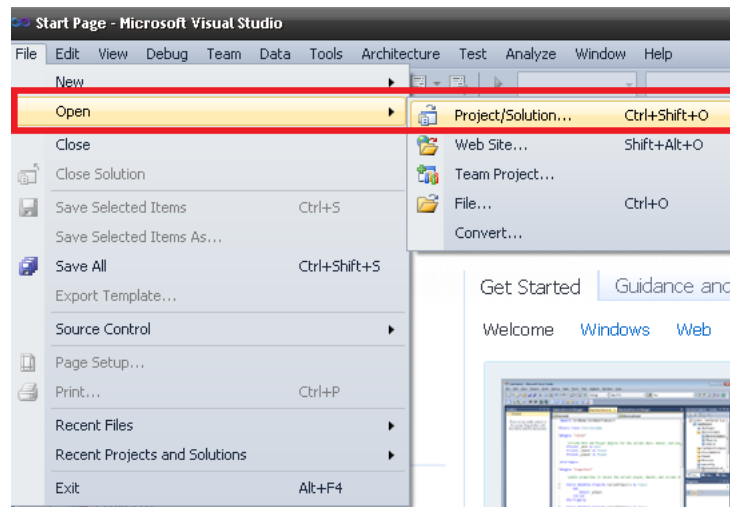 Start Page - Microsoft Visual Studio
File Edit View Debug Team Data Tools Architecture Test Analyze Window Help
New
Open
Project/Solution... Ctrl+Shift+O
Close
Web Site... Shift+Alt+O
Close Solution
Team Project...
Save Selected Items Ctrl+S
File... Ctrl+O
Save Selected Items As...
Convert...
Save All Ctrl+Shift+S
Export Template...
Get Started Guidance and
Source Control
Welcome Windows Web
Page Setup...
Print... Ctrl+P
Recent Files
Recent Projects and Solutions
Exit Alt+F4